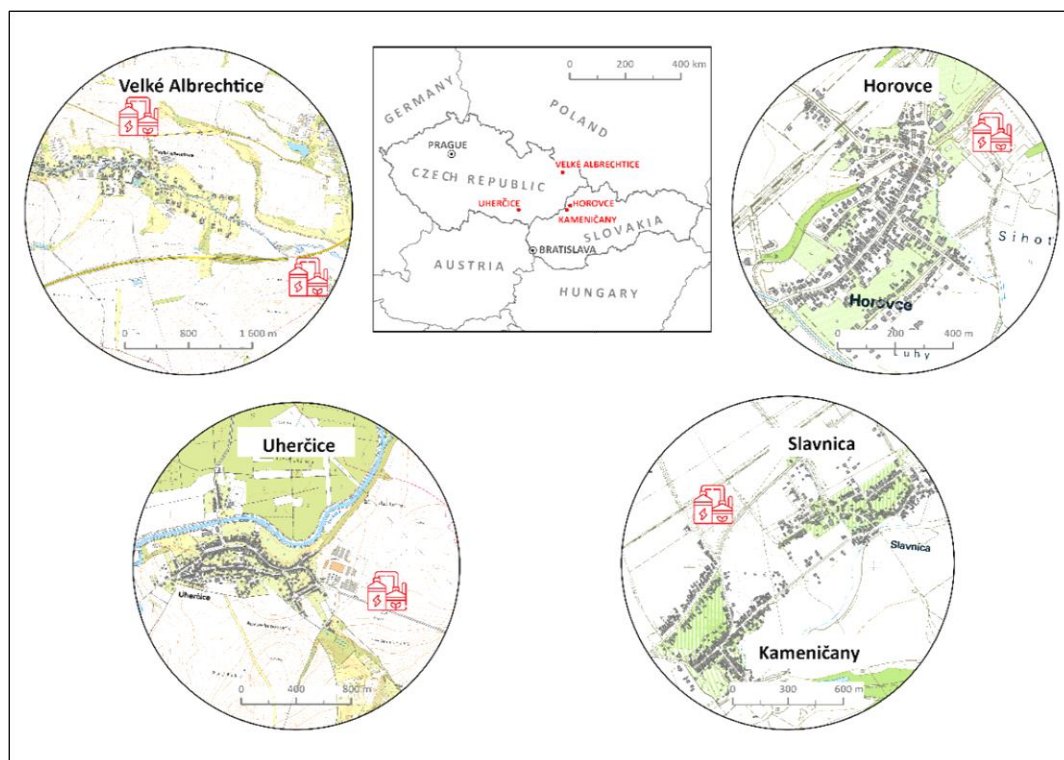 Velké Albrechtice
0 800 1 600 m
0 200 400 km
GERMANY
POLAND
PRAGUE
VELKÉ ALBRECHTICE
CZECH REPUBLIC
UHERČICE
HOROVCE
KAMENIČANY
SLOVAKIA
BRATISLAVA
AUSTRIA
HUNGARY
Horovce
Sihoť
Horovce
0 200 400 m
Luhy
Uherčice
Uherčice
0 400 800 m
Slavnica
Slavnica
Kameničany
0 300 600 m